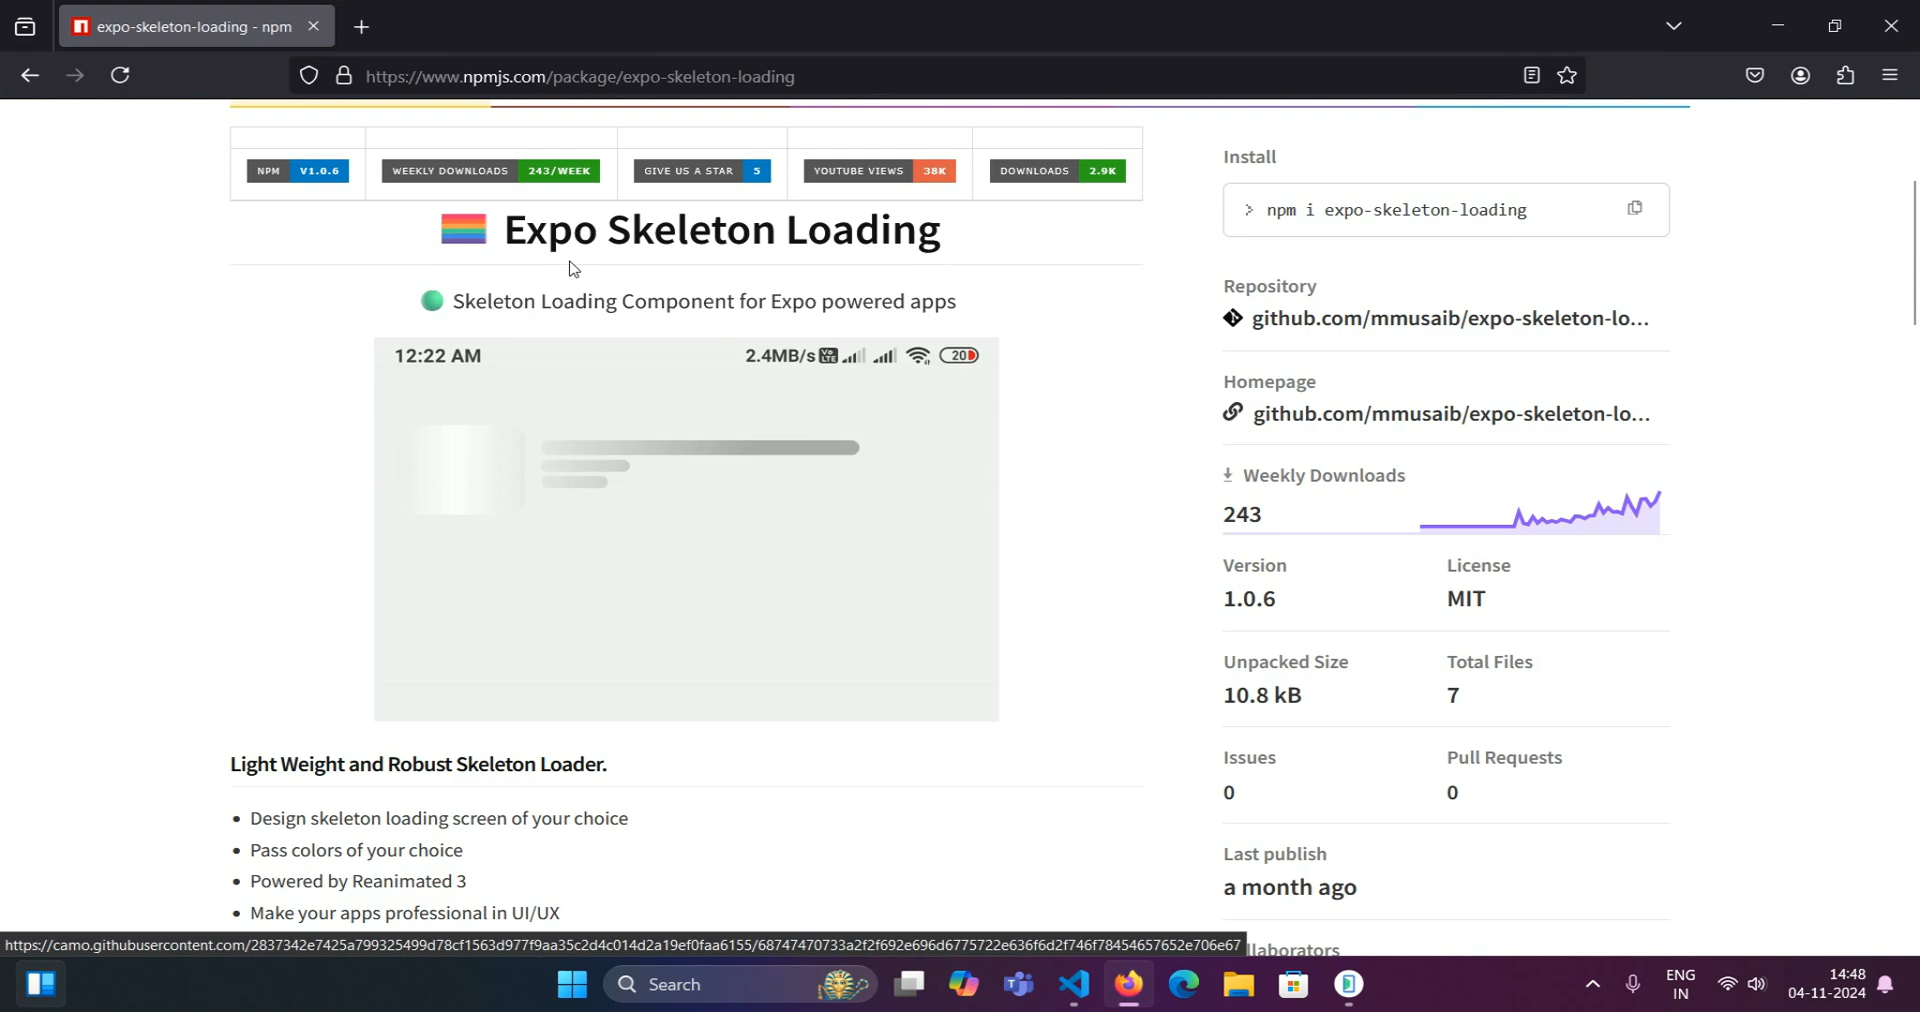 expo-skeleton-loading - npm
https://www.npmjs.com/package/expo-skeleton-loading
NPM V1.0.6
WEEKLY DOWNLOADS 243/WEEK
GIVE US A STAR 5
YOUTUBE VIEWS 38K
DOWNLOADS 2.9K
Expo Skeleton Loading
Skeleton Loading Component for Expo powered apps
12:22 AM 2.4MB/s Vo LTE 20
Light Weight and Robust Skeleton Loader.
• Design skeleton loading screen of your choice
• Pass colors of your choice
• Powered by Reanimated 3
• Make your apps professional in UI/UX
Install
> npm i expo-skeleton-loading
Repository
github.com/mmusaib/expo-skeleton-lo...
Homepage
github.com/mmusaib/expo-skeleton-lo...
Weekly Downloads
243
Version License
1.0.6 MIT
Unpacked Size Total Files
10.8 kB 7
Issues Pull Requests
0 0
Last publish
a month ago
llaborators
https://camo.githubusercontent.com/2837342e7425a799325499d78cf1563d977f9aa35c2d4c014d2a19ef0faa6155/68747470733a2f2f692e696d6775722e636f6d2f746f78454657652e706e67
Search
ENG
IN
14:48
04-11-2024